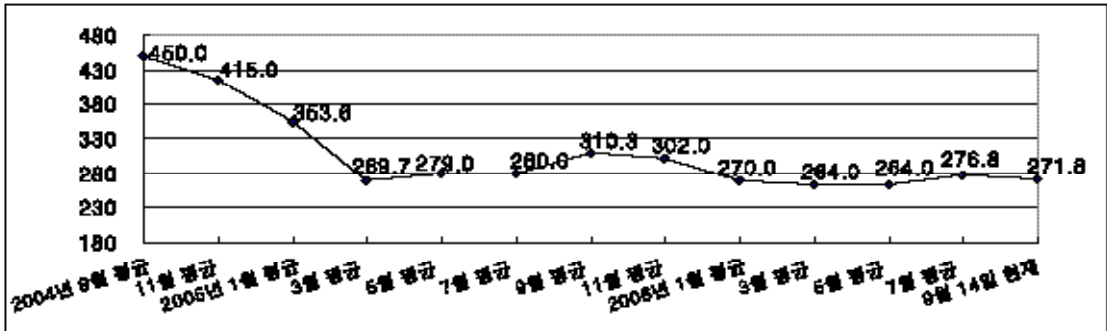 480
430
380
330
280
230
180
450.0
415.0
353.6
269.7
279.0
280.6
310.3
302.0
270.0
264.0
264.0
276.8
271.8
2004년 9월 평균
11월 평균
2005년 1월 평균
3월 평균
5월 평균
7월 평균
9월 평균
11월 평균
2006년 1월 평균
3월 평균
5월 평균
7월 평균
9월 14일 현재